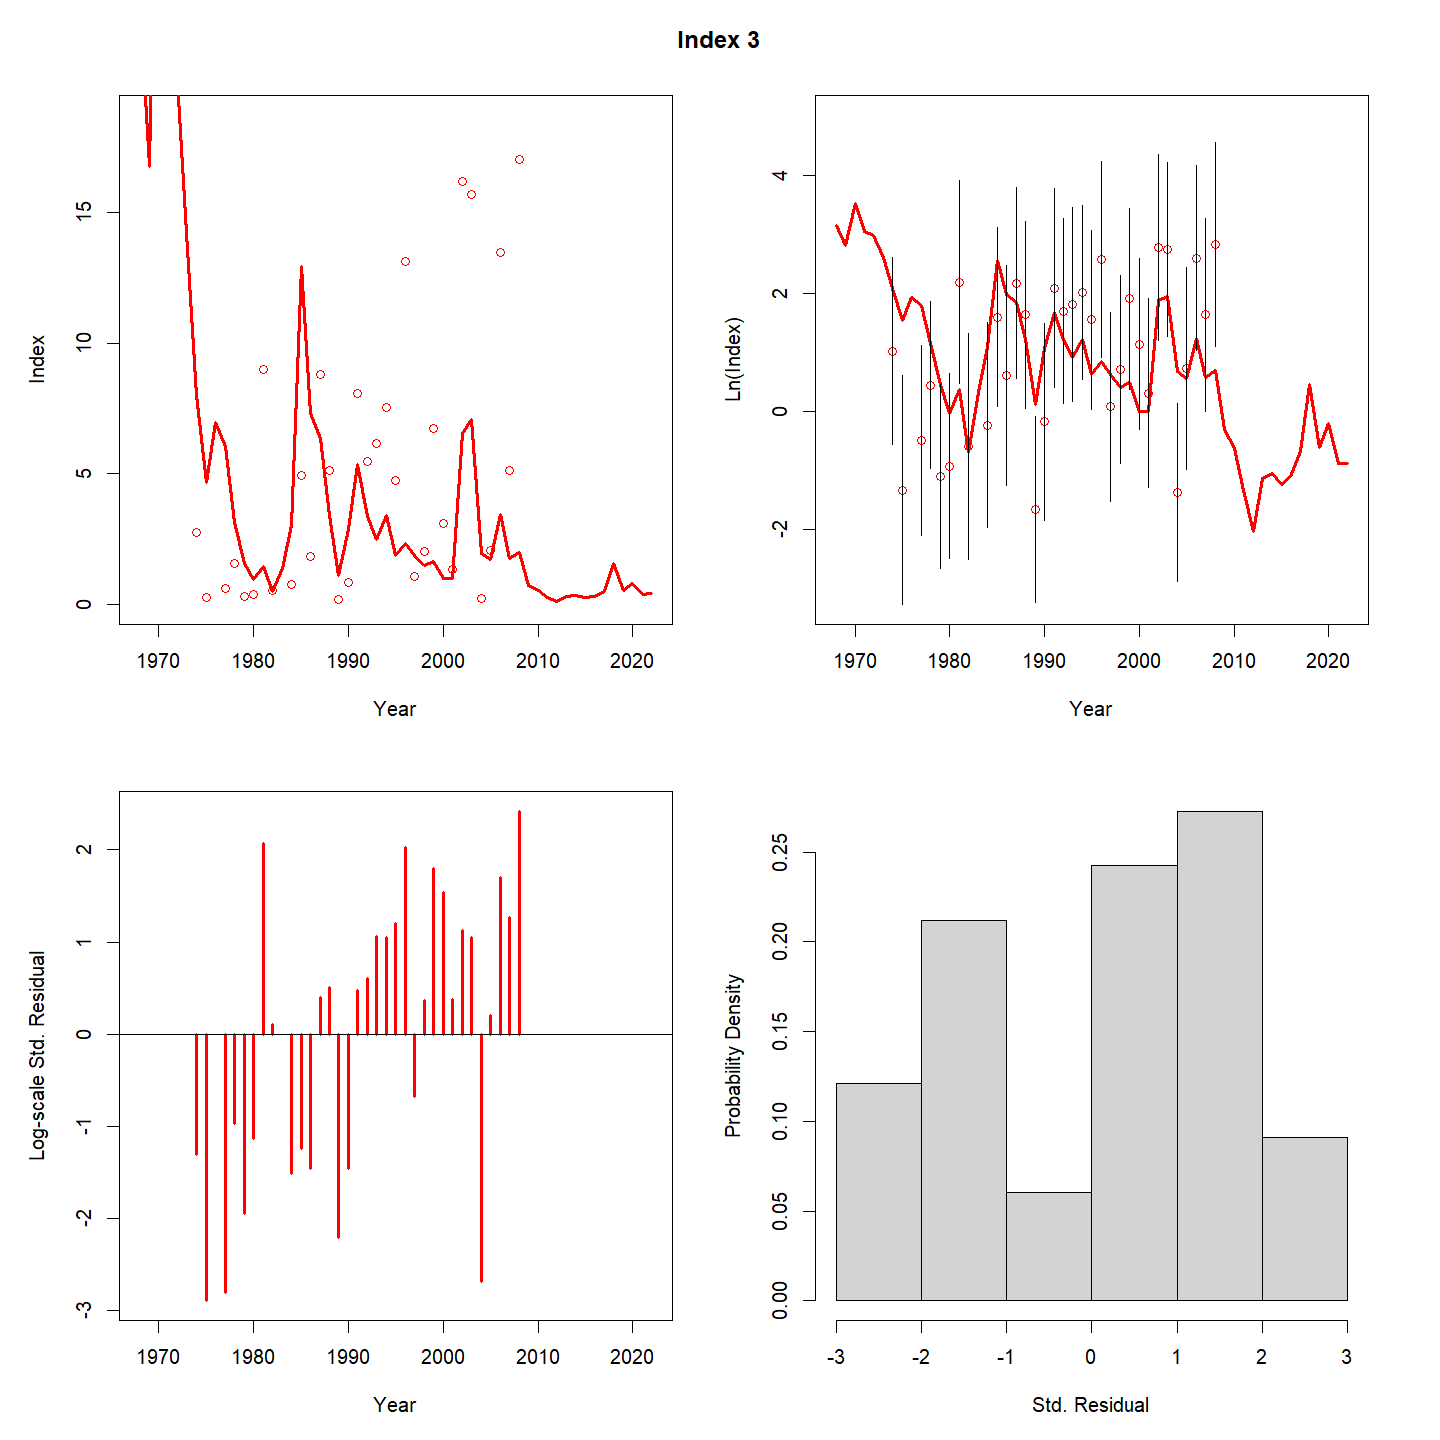 Index 3
Index
0 5 10 15
1970 1980 1990 2000 2010 2020
Year
Ln(Index)
-2 0 2 4
1970 1980 1990 2000 2010 2020
Year
Log-scale Std. Residual
-3 -2 -1 0 1 2
1970 1980 1990 2000 2010 2020
Year
Probability Density
0.00 0.05 0.10 0.15 0.20 0.25
-3 -2 -1 0 1 2 3
Std. Residual